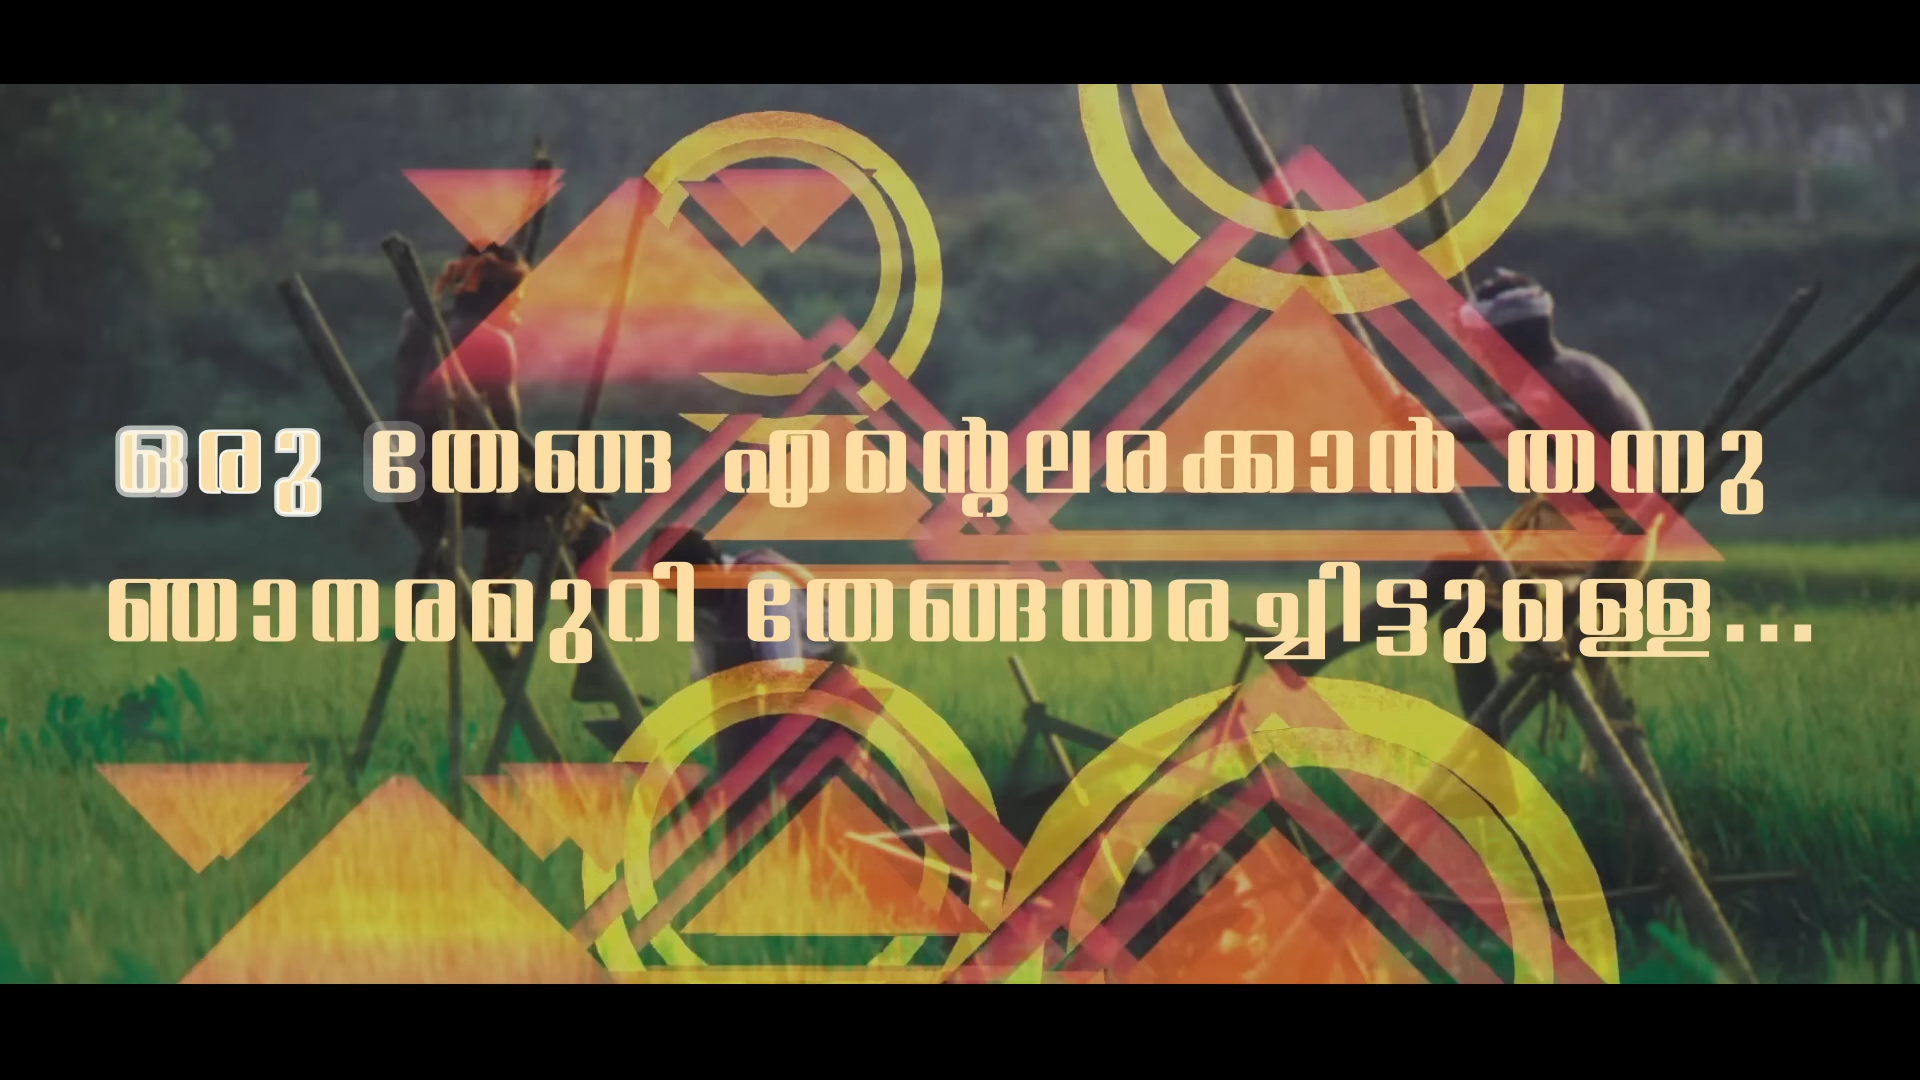 ഒരു തേങ്ങ എന്റെലരക്കാൻ തന്നു
ഞാനരമുറി തേങ്ങയരച്ചിട്ടുള്ളെ...